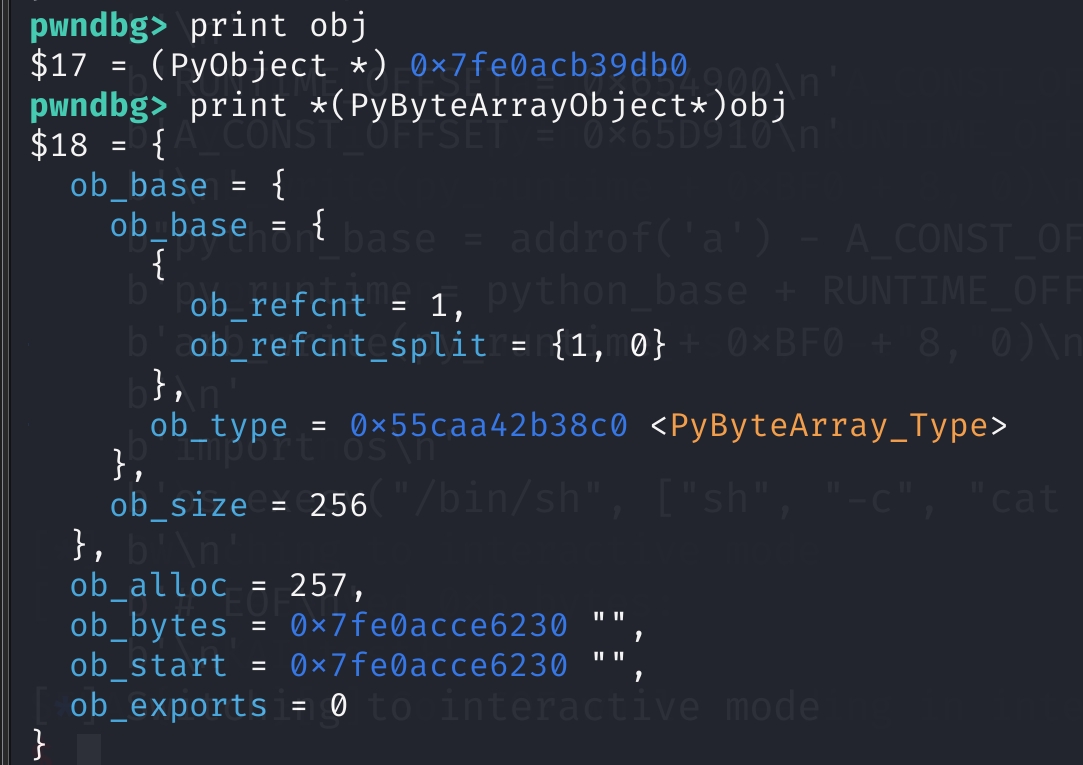 pwndbg> print obj
$17 = (PyObject *) 0x7fe0acb39db0
pwndbg> print *(PyByteArrayObject*)obj
$18 = {
  ob_base = {
    ob_base = {
      {
        ob_refcnt = 1,
        ob_refcnt_split = {1, 0}
      },
      ob_type = 0x55caa42b38c0 <PyByteArray_Type>
    },
    ob_size = 256
  },
  ob_alloc = 257,
  ob_bytes = 0x7fe0acce6230 "",
  ob_start = 0x7fe0acce6230 "",
  ob_exports = 0
}